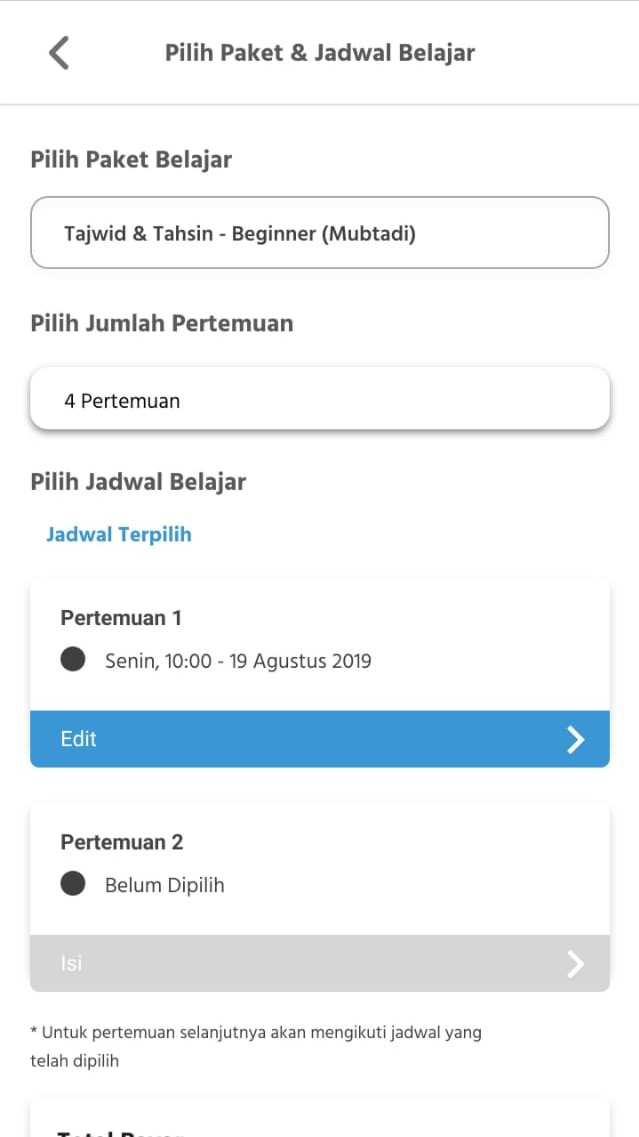 Pilih Paket & Jadwal Belajar
Pilih Paket Belajar
Tajwid & Tahsin - Beginner (Mubtadi)
Pilih Jumlah Pertemuan
4 Pertemuan
Pilih Jadwal Belajar
Jadwal Terpilih
Pertemuan 1
Senin, 10:00 - 19 Agustus 2019
Edit
Pertemuan 2
Belum Dipilih
Isi
* Untuk pertemuan selanjutnya akan mengikuti jadwal yang
telah dipilih